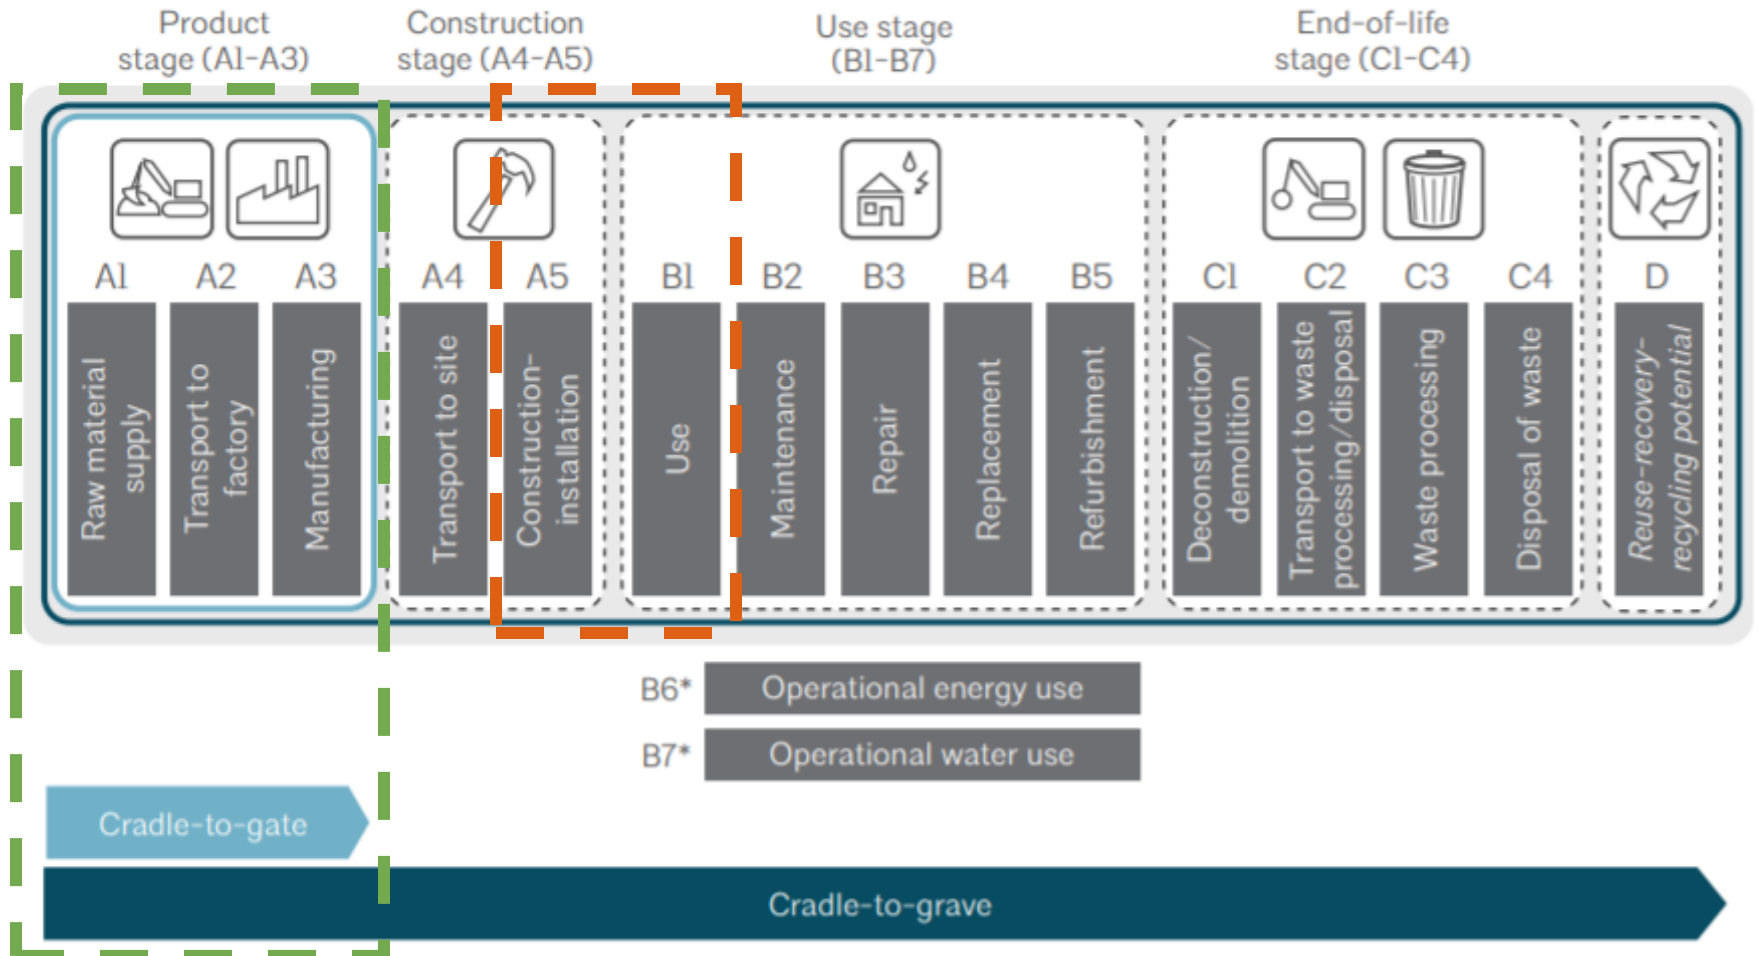 Product
stage (A1-A3)
Construction
stage (A4-A5)
Use stage
(B1-B7)
End-of-life
stage (C1-C4)
A1
A2
A3
A4
A5
B1
B2
B3
B4
B5
C1
C2
C3
C4
D
Raw material
supply
Transport to
factory
Manufacturing
Transport to site
Construction-
installation
Use
Maintenance
Repair
Replacement
Refurbishment
Deconstruction/
demolition
Transport to waste
processing/disposal
Waste processing
Disposal of waste
Reuse-recovery-
recycling potential
B6*
Operational energy use
B7*
Operational water use
Cradle-to-gate
Cradle-to-grave